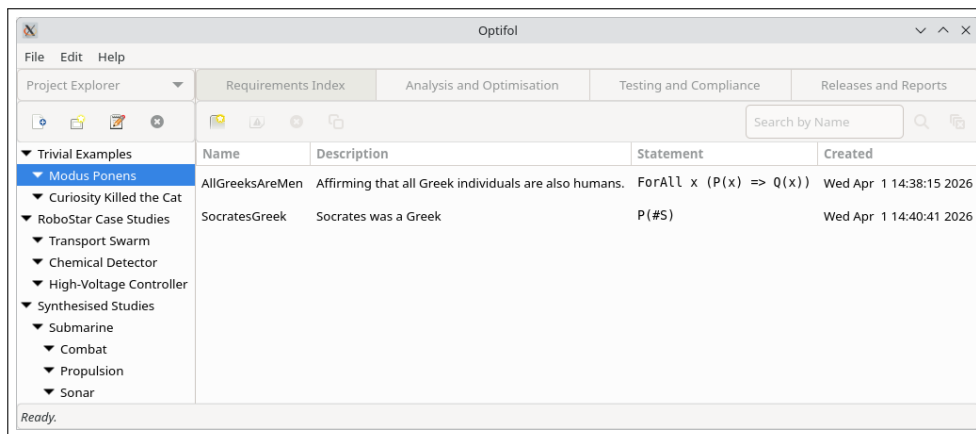 Optifol
File Edit Help
Project Explorer Requirements Index Analysis and Optimisation Testing and Compliance Releases and Reports
Search by Name
Trivial Examples
Modus Ponens
Curiosity Killed the Cat
RoboStar Case Studies
Transport Swarm
Chemical Detector
High-Voltage Controller
Synthesised Studies
Submarine
Combat
Propulsion
Sonar
Name Description Statement Created
AllGreeksAreMen Affirming that all Greek individuals are also humans. ForAll x (P(x) => Q(x)) Wed Apr 1 14:38:15 2026
SocratesGreek Socrates was a Greek P(#S) Wed Apr 1 14:40:41 2026
Ready.